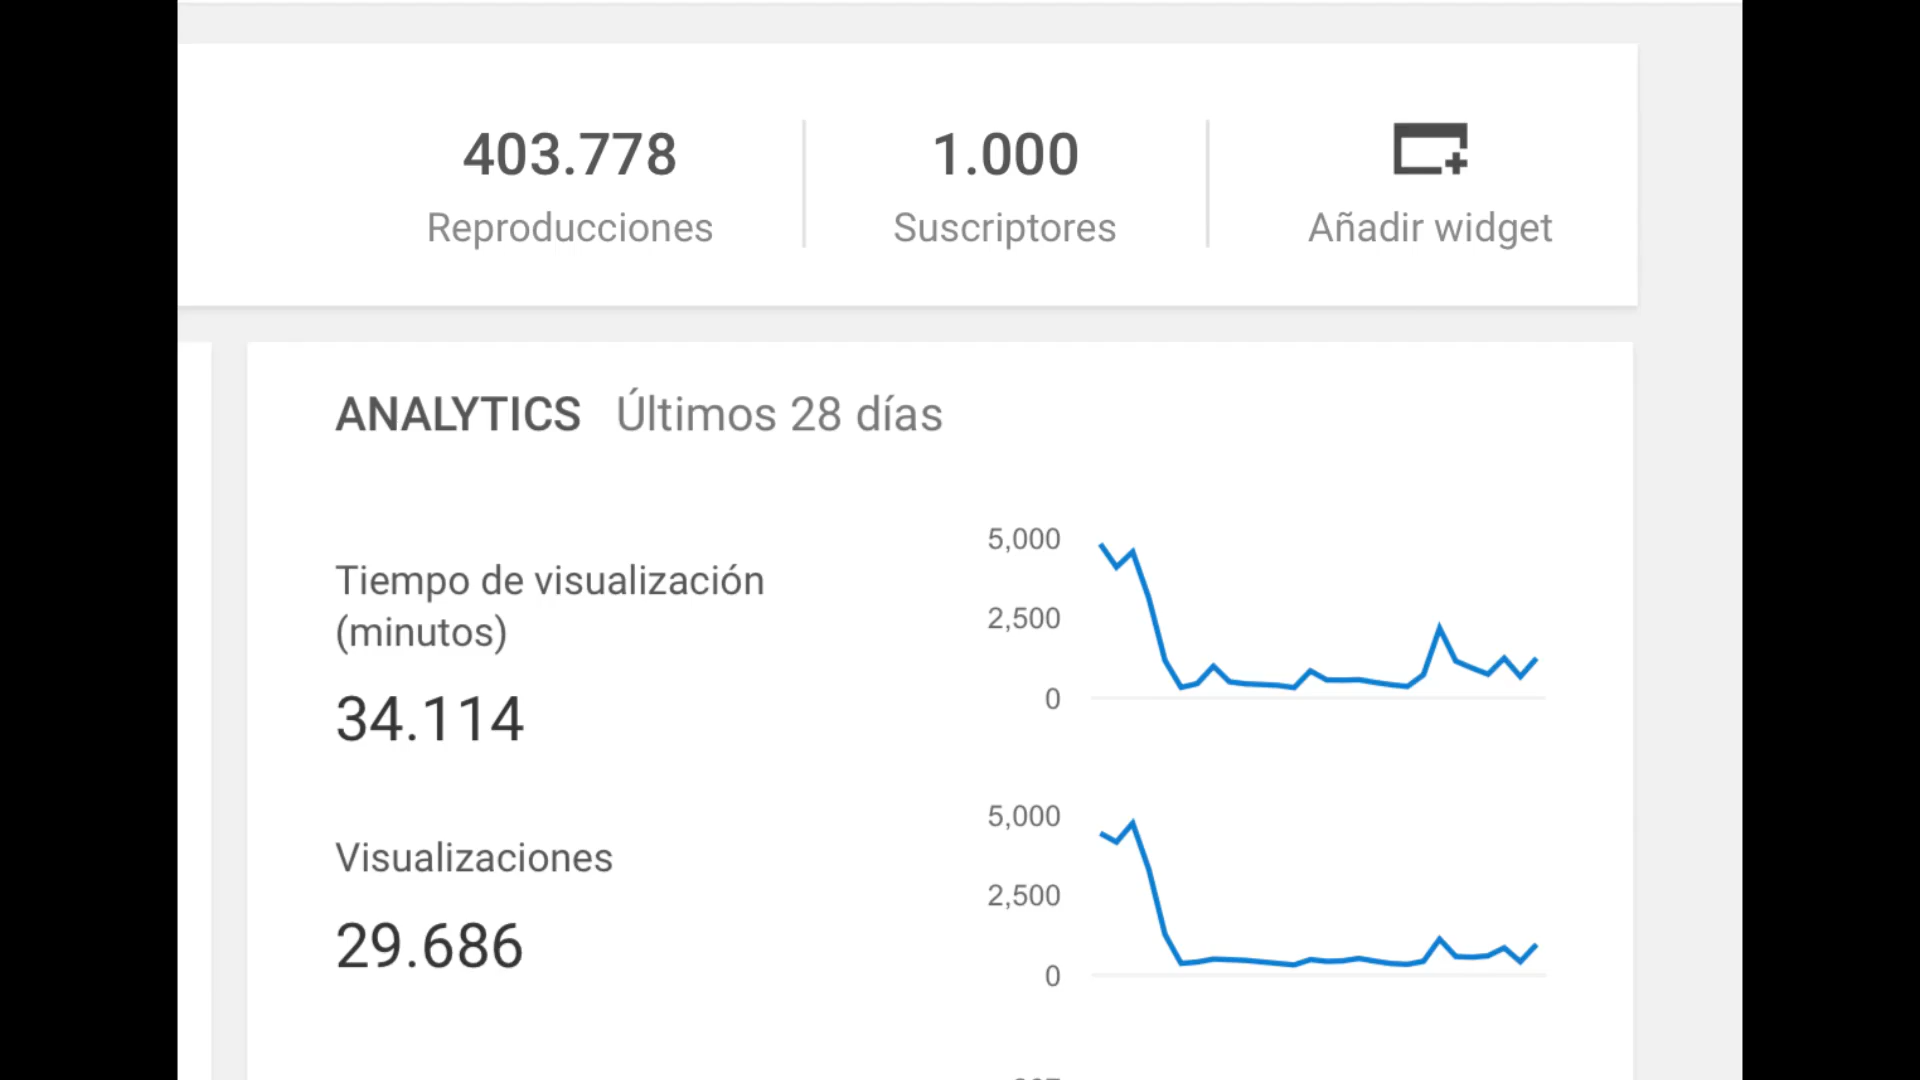 403.778
Reproducciones
1.000
Suscriptores
Añadir widget
ANALYTICS Últimos 28 días
Tiempo de visualización
(minutos)
34.114
5,000
2,500
0
Visualizaciones
29.686
5,000
2,500
0